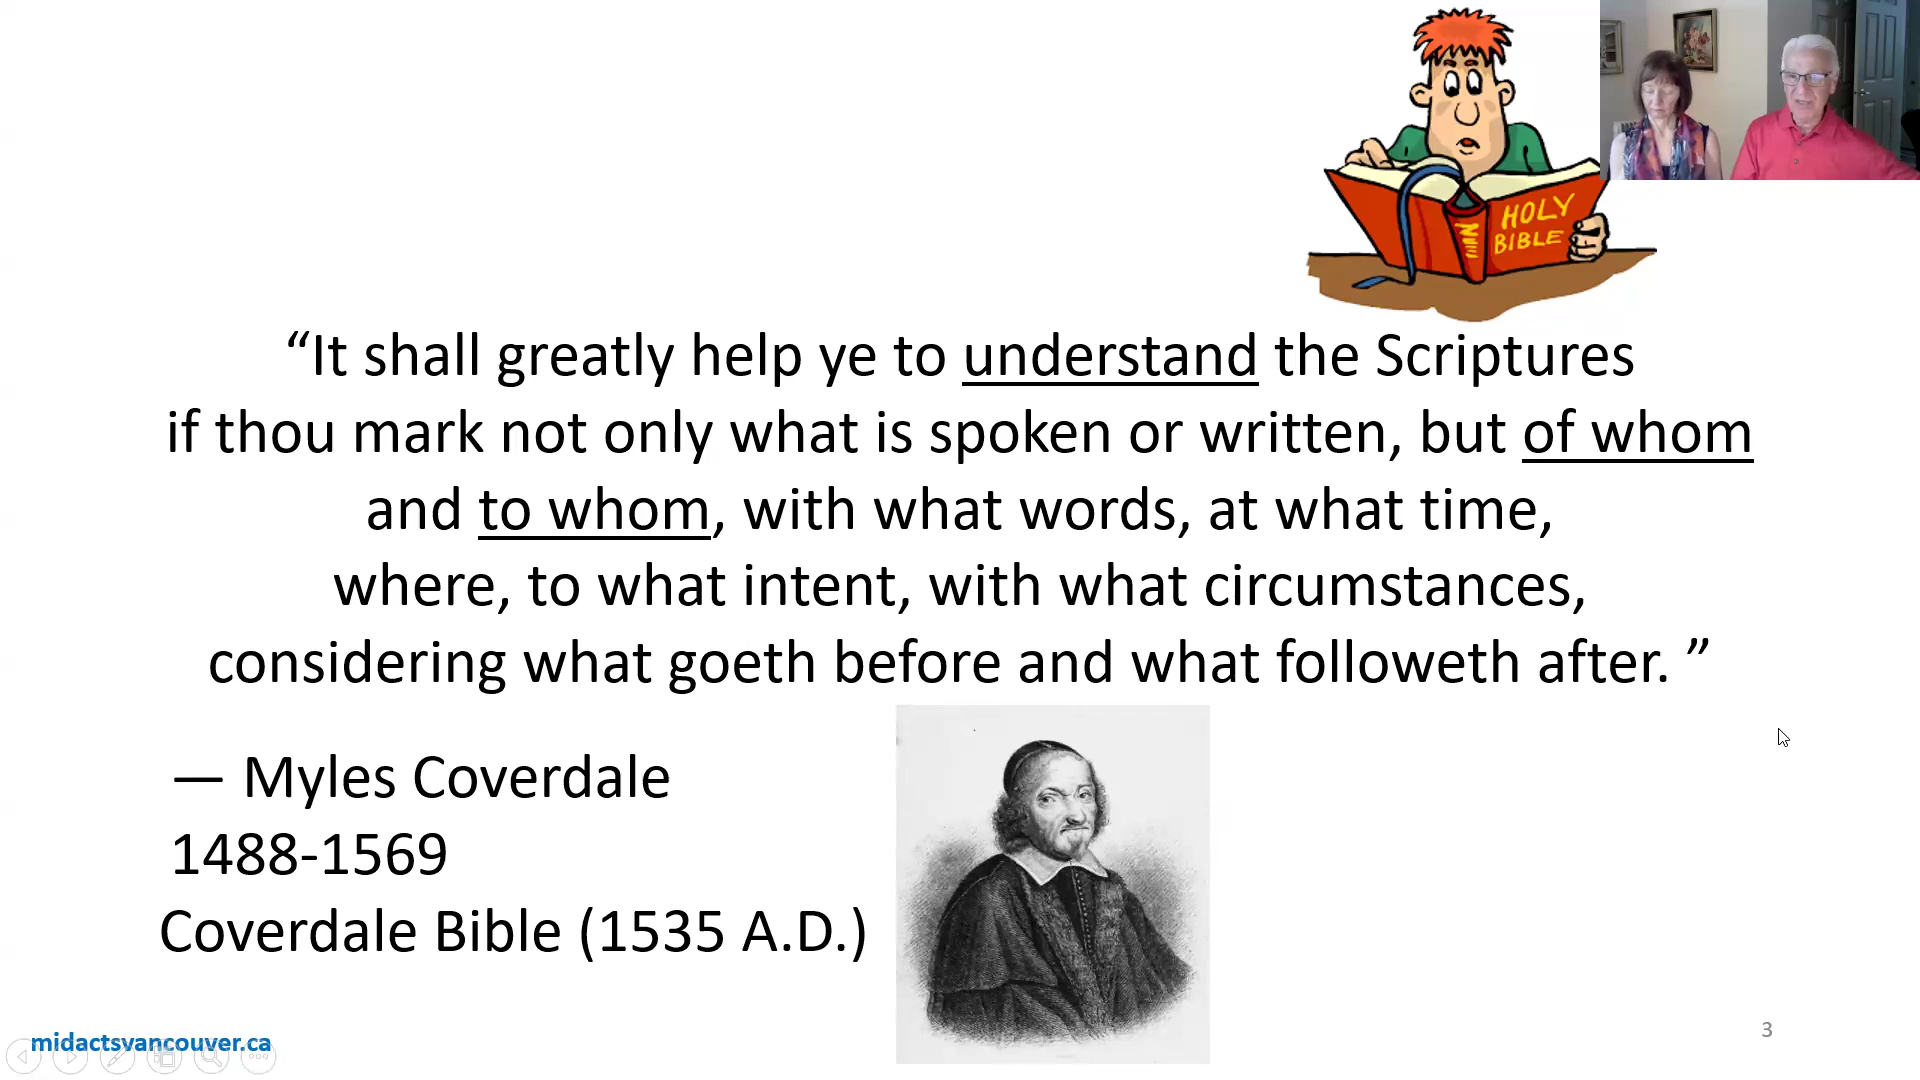 HOLY
BIBLE
“It shall greatly help ye to understand the Scriptures
if thou mark not only what is spoken or written, but of whom
and to whom, with what words, at what time,
where, to what intent, with what circumstances,
considering what goeth before and what followeth after. ”
— Myles Coverdale
1488-1569
Coverdale Bible (1535 A.D.)
midactsvancouver.ca
3